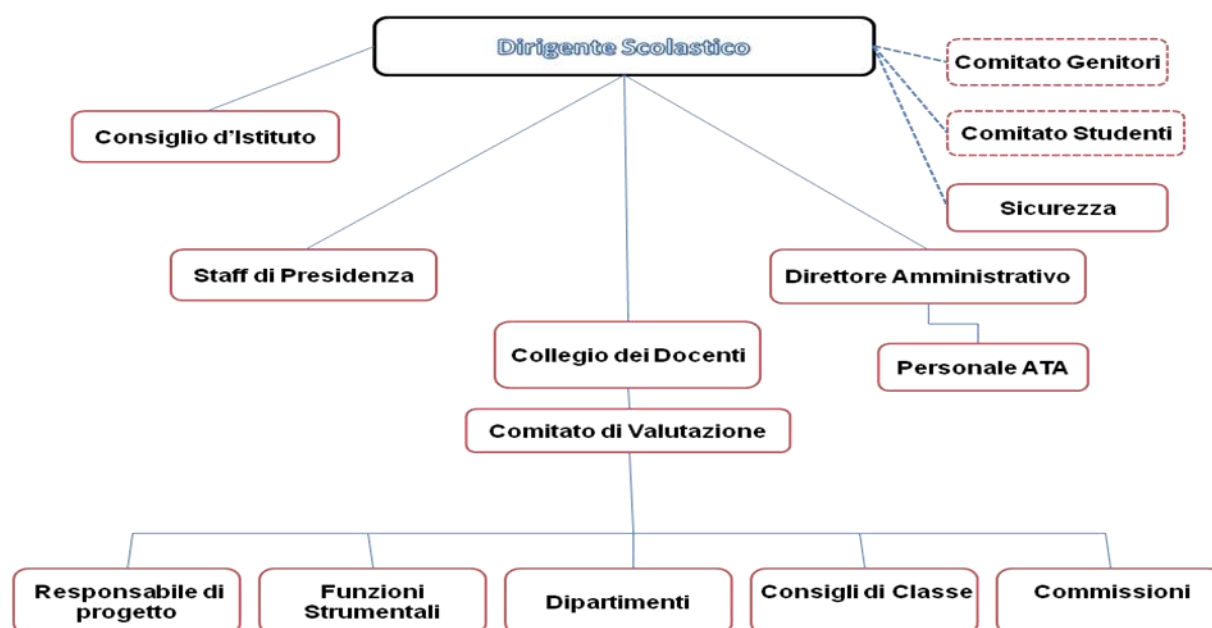 Dirigente Scolastico
Comitato Genitori
Consiglio d'Istituto
Comitato Studenti
Sicurezza
Staff di Presidenza
Direttore Amministrativo
Collegio dei Docenti
Personale ATA
Comitato di Valutazione
Responsabile di
progetto
Funzioni
Strumentali
Dipartimenti
Consigli di Classe
Commissioni